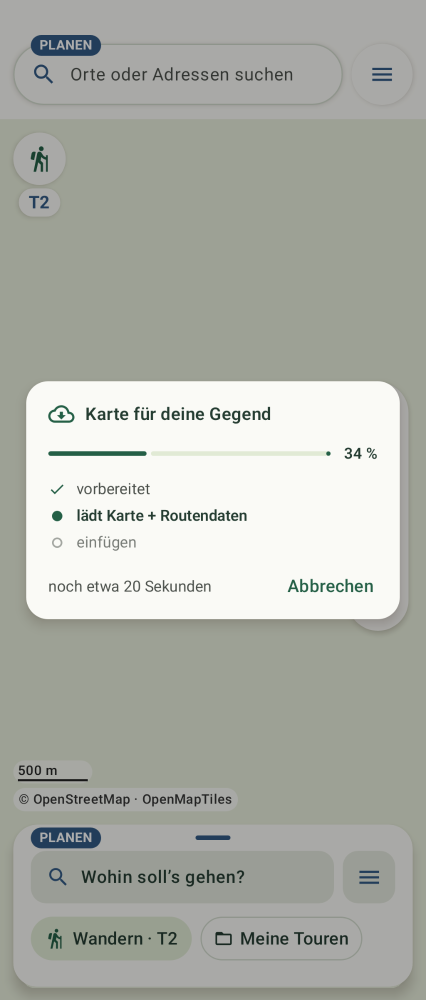 PLANEN
Orte oder Adressen suchen
T2
Karte für deine Gegend
34 %
vorbereitet
lädt Karte + Routendaten
einfügen
noch etwa 20 Sekunden
Abbrechen
500 m
© OpenStreetMap · OpenMapTiles
PLANEN
Wohin soll's gehen?
Wandern · T2
Meine Touren